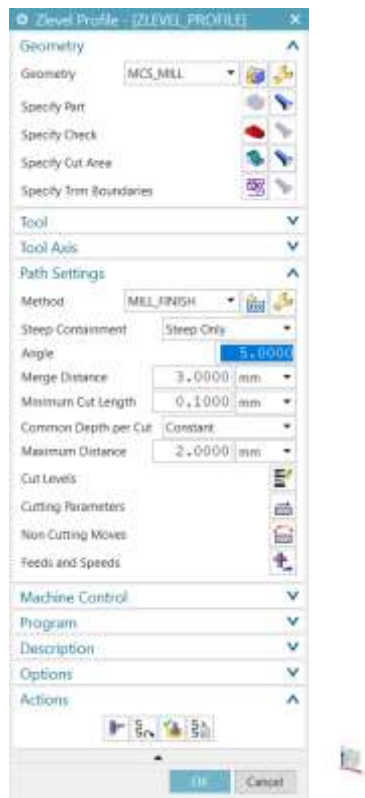 Zlevel Profile - [ZLEVEL_PROFILE]
Geometry
Geometry MCS_MILL
Specify Part
Specify Check
Specify Cut Area
Specify Trim Boundaries
Tool
Tool Axis
Path Settings
Method MILL_FINISH
Steep Containment Steep Only
Angle 5.0000
Merge Distance 3.0000 mm
Minimum Cut Length 0.1000 mm
Common Depth per Cut Constant
Maximum Distance 2.0000 mm
Cut Levels
Cutting Parameters
Non Cutting Moves
Feeds and Speeds
Machine Control
Program
Description
Options
Actions
OK Cancel